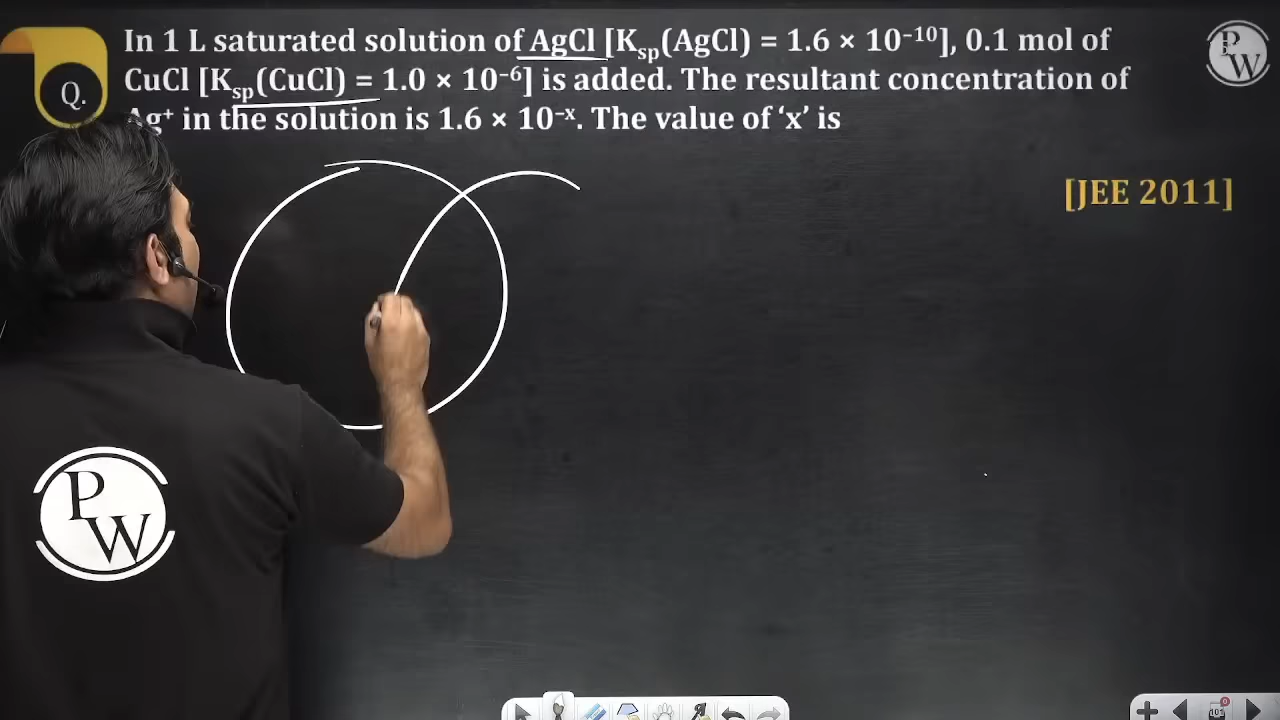 In 1 L saturated solution of AgCl [Kₛₚ(AgCl) = 1.6 × 10⁻¹⁰], 0.1 mol of
Q. CuCl [Kₛₚ(CuCl) = 1.0 × 10⁻⁶] is added. The resultant concentration of
Ag⁺ in the solution is 1.6 × 10⁻ˣ. The value of ‘x’ is
[JEE 2011]
P
W
P
W